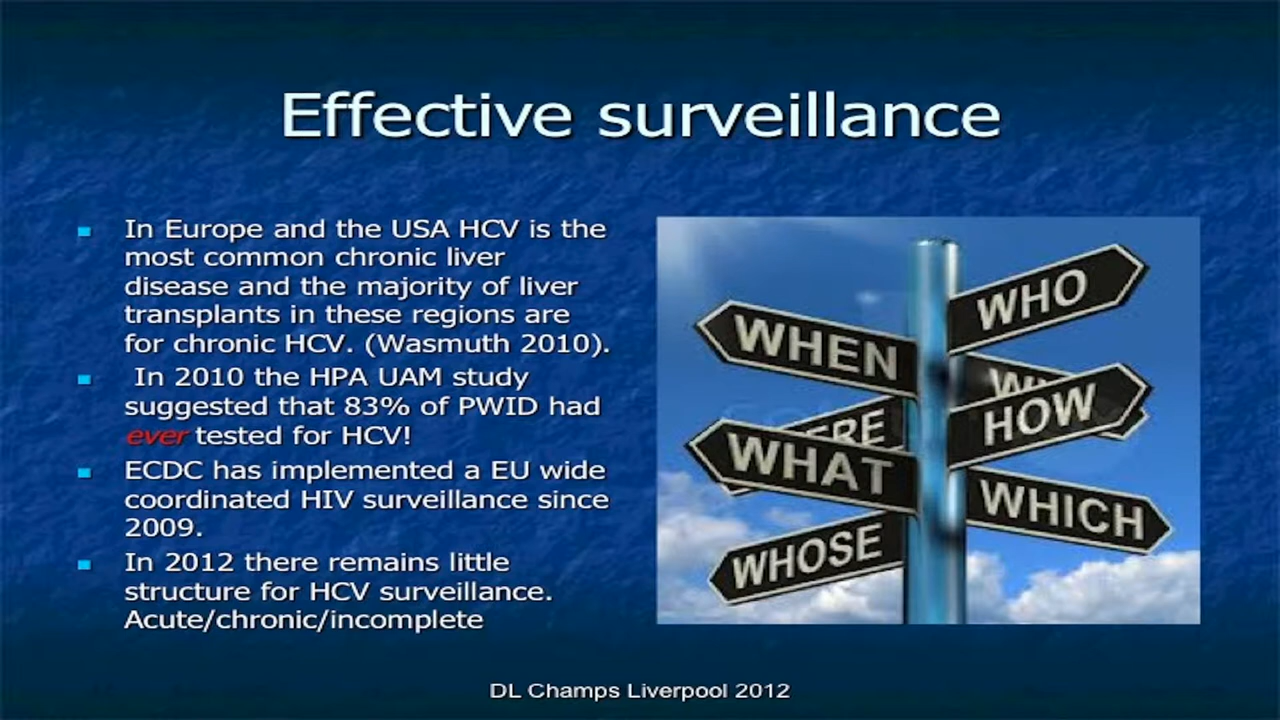 Effective surveillance
In Europe and the USA HCV is the
most common chronic liver
disease and the majority of liver
transplants in these regions are
for chronic HCV. (Wasmuth 2010).
In 2010 the HPA UAM study
suggested that 83% of PWID had
ever tested for HCV!
ECDC has implemented a EU wide
coordinated HIV surveillance since
2009.
In 2012 there remains little
structure for HCV surveillance.
Acute/chronic/incomplete
WHO
WHEN
HOW
WHAT
WHICH
WHOSE
DL Champs Liverpool 2012